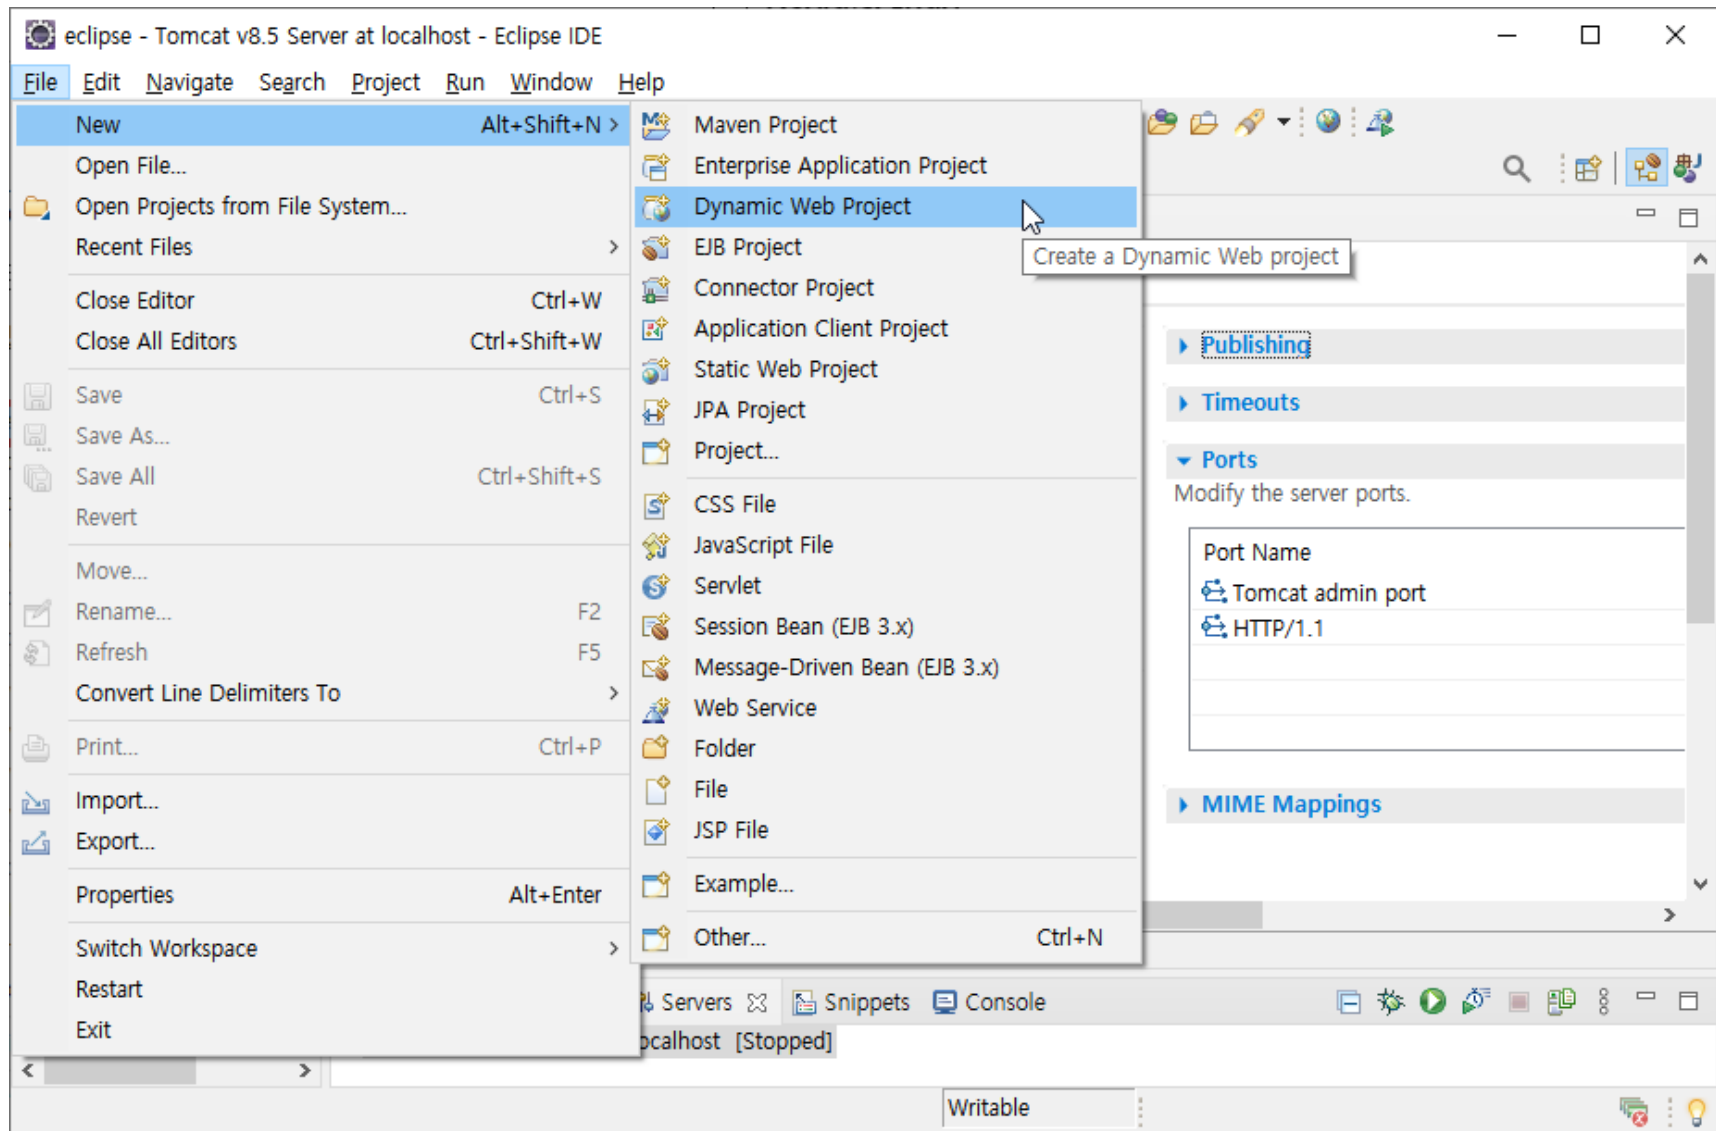 eclipse - Tomcat v8.5 Server at localhost - Eclipse IDE
File Edit Navigate Search Project Run Window Help
New Alt+Shift+N >
Open File...
Open Projects from File System...
Recent Files >
Close Editor Ctrl+W
Close All Editors Ctrl+Shift+W
Save Ctrl+S
Save As...
Save All Ctrl+Shift+S
Revert
Move...
Rename... F2
Refresh F5
Convert Line Delimiters To >
Print... Ctrl+P
Import...
Export...
Properties Alt+Enter
Switch Workspace >
Restart
Exit
Maven Project
Enterprise Application Project
Dynamic Web Project
EJB Project
Connector Project
Application Client Project
Static Web Project
JPA Project
Project...
CSS File
JavaScript File
Servlet
Session Bean (EJB 3.x)
Message-Driven Bean (EJB 3.x)
Web Service
Folder
File
JSP File
Example...
Other... Ctrl+N
Create a Dynamic Web project
Publishing
Timeouts
Ports
Modify the server ports.
Port Name
Tomcat admin port
HTTP/1.1
MIME Mappings
Servers Snippets Console
ocalhost [Stopped]
Writable